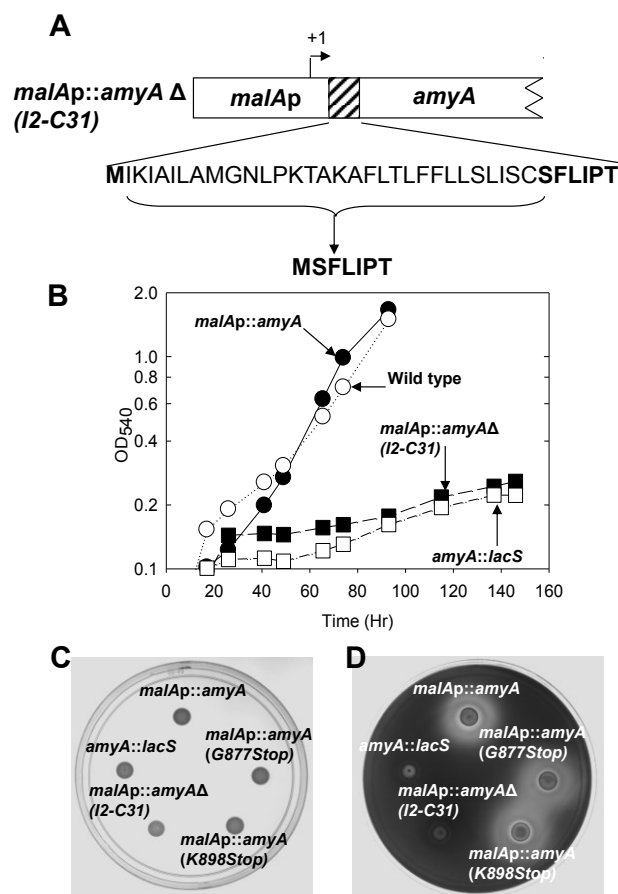 A
+1
malAp::amyA Δ
(I2-C31)
malAp
amyA
MIKIAILAMGNLPKTAKAFLTLFFLLSLISCSFLIPT
MSFLIPT
B
2.0
1.0
0.8
0.6
0.4
0.2
0.1
OD540
malAp::amyA
Wild type
malAp::amyAΔ
(I2-C31)
amyA::lacS
0 20 40 60 80 100 120 140 160
Time (Hr)
C
malAp::amyA
amyA::lacS
malAp::amyA
(G877Stop)
malAp::amyAΔ
(I2-C31)
malAp::amyA
(K898Stop)
D
malAp::amyA
amyA::lacS
malAp::amyA
(G877Stop)
malAp::amyAΔ
(I2-C31)
malAp::amyA
(K898Stop)